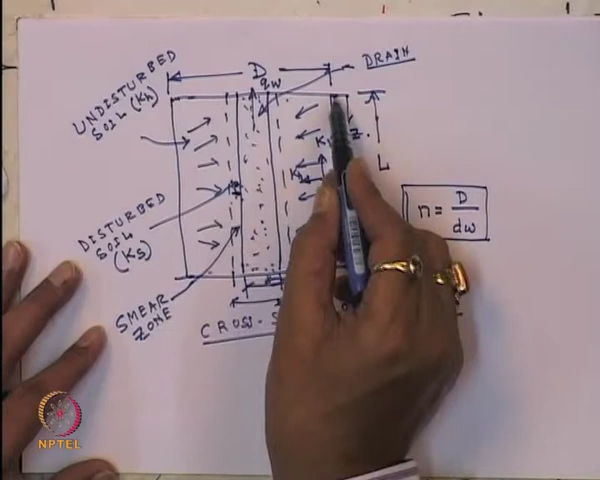 D
DRAIN
qw
UNDISTURBED
SOIL (Kh)
Z.
Kh
L
n = D
dw
DISTURBED
SOIL
(KS)
SMEAR
ZONE
CROSS-S
NPTEL